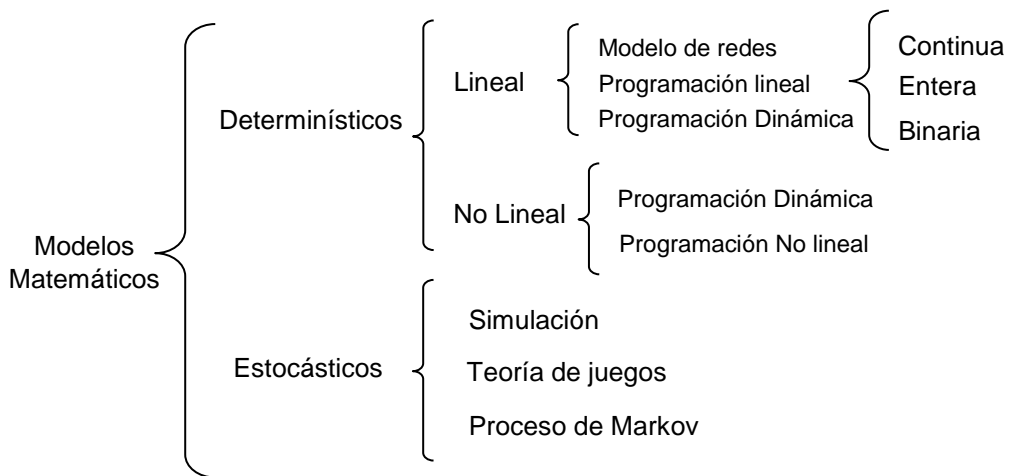 Modelos
Matemáticos
Determinísticos
Lineal
Modelo de redes
Programación lineal
Programación Dinámica
Continua
Entera
Binaria
No Lineal
Programación Dinámica
Programación No lineal
Estocásticos
Simulación
Teoría de juegos
Proceso de Markov